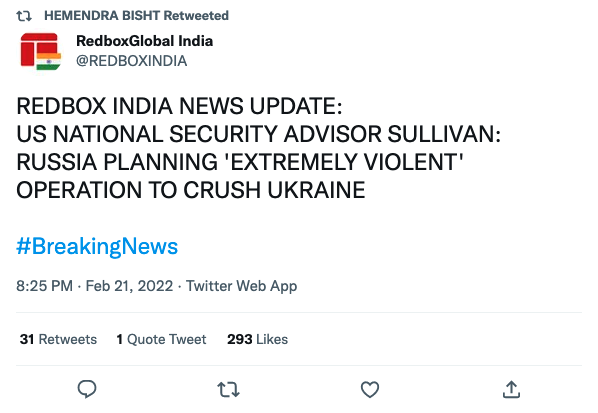 HEMENDRA BISHT Retweeted
RedboxGlobal India
@REDBOXINDIA
REDBOX INDIA NEWS UPDATE:
US NATIONAL SECURITY ADVISOR SULLIVAN:
RUSSIA PLANNING 'EXTREMELY VIOLENT'
OPERATION TO CRUSH UKRAINE
#BreakingNews
8:25 PM · Feb 21, 2022 · Twitter Web App
31 Retweets 1 Quote Tweet 293 Likes